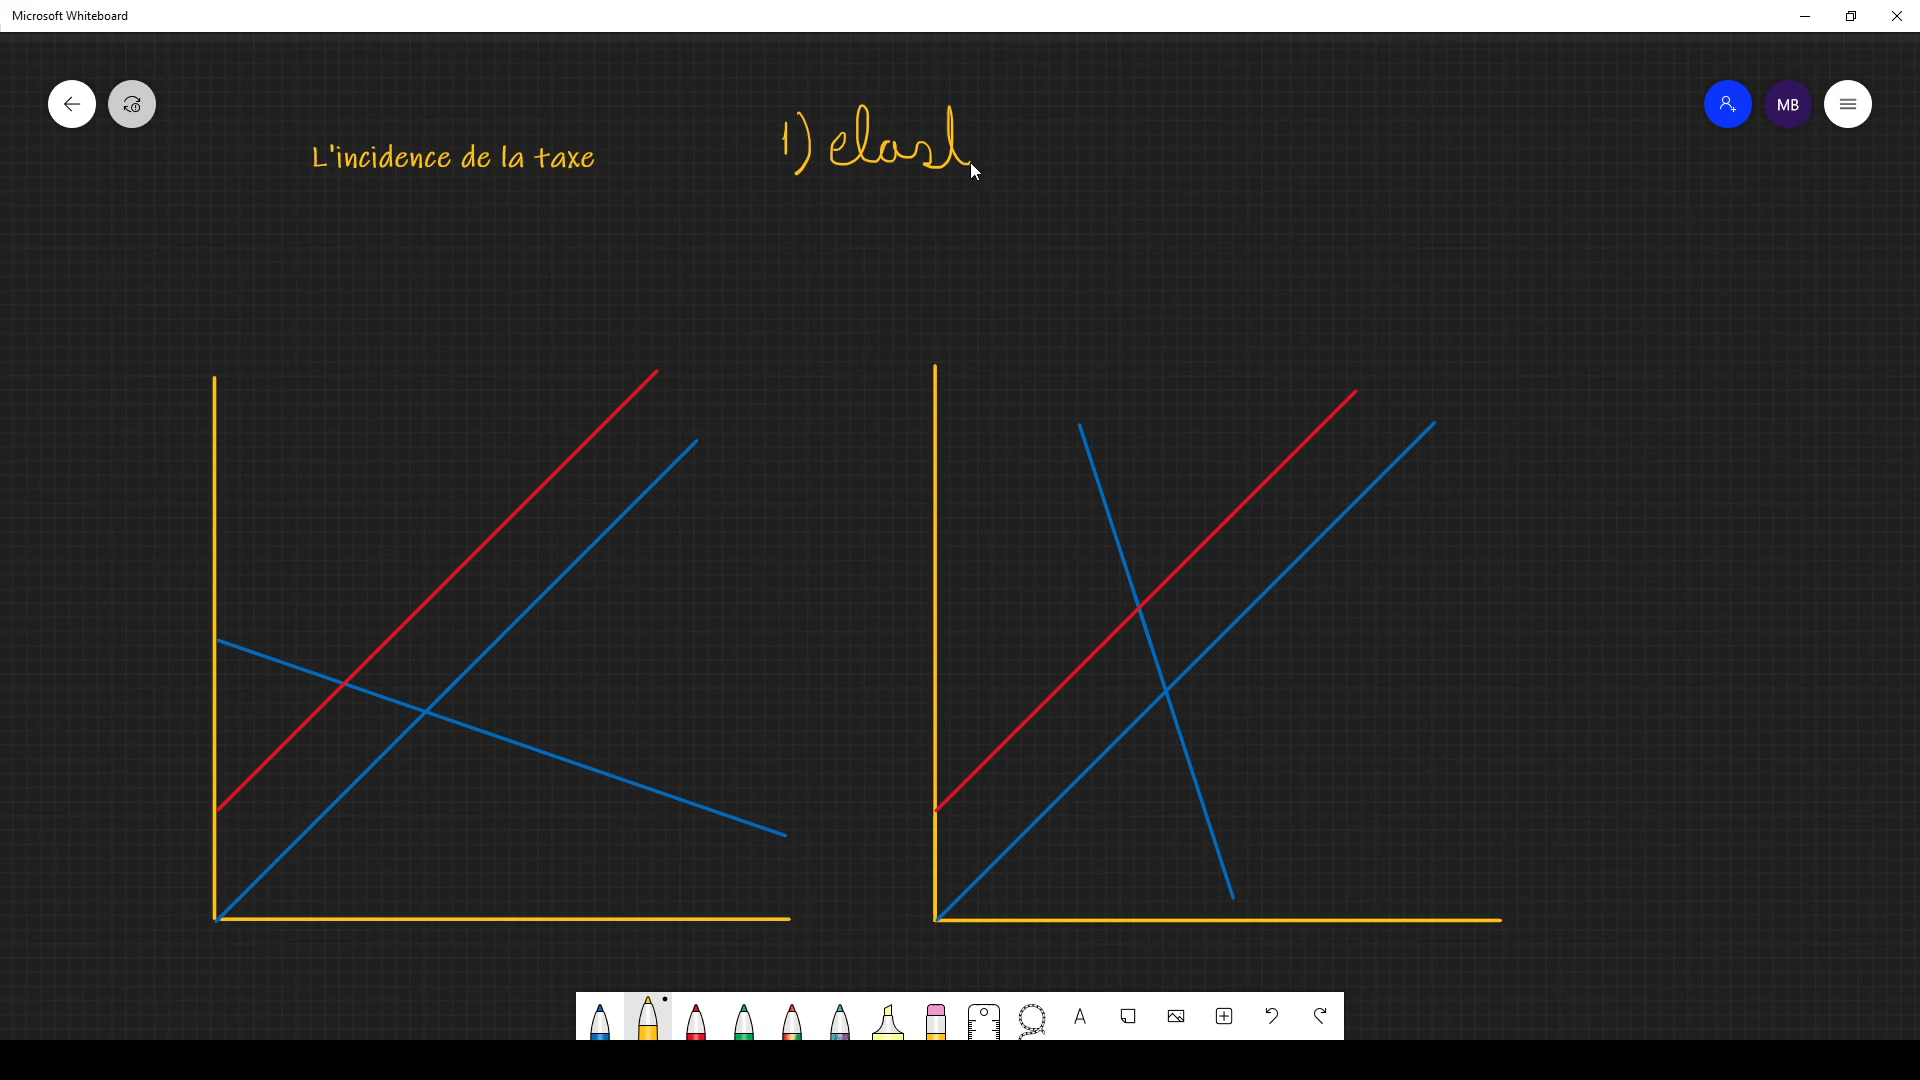 Microsoft Whiteboard
1) elast
L'incidence de la taxe
MB
A